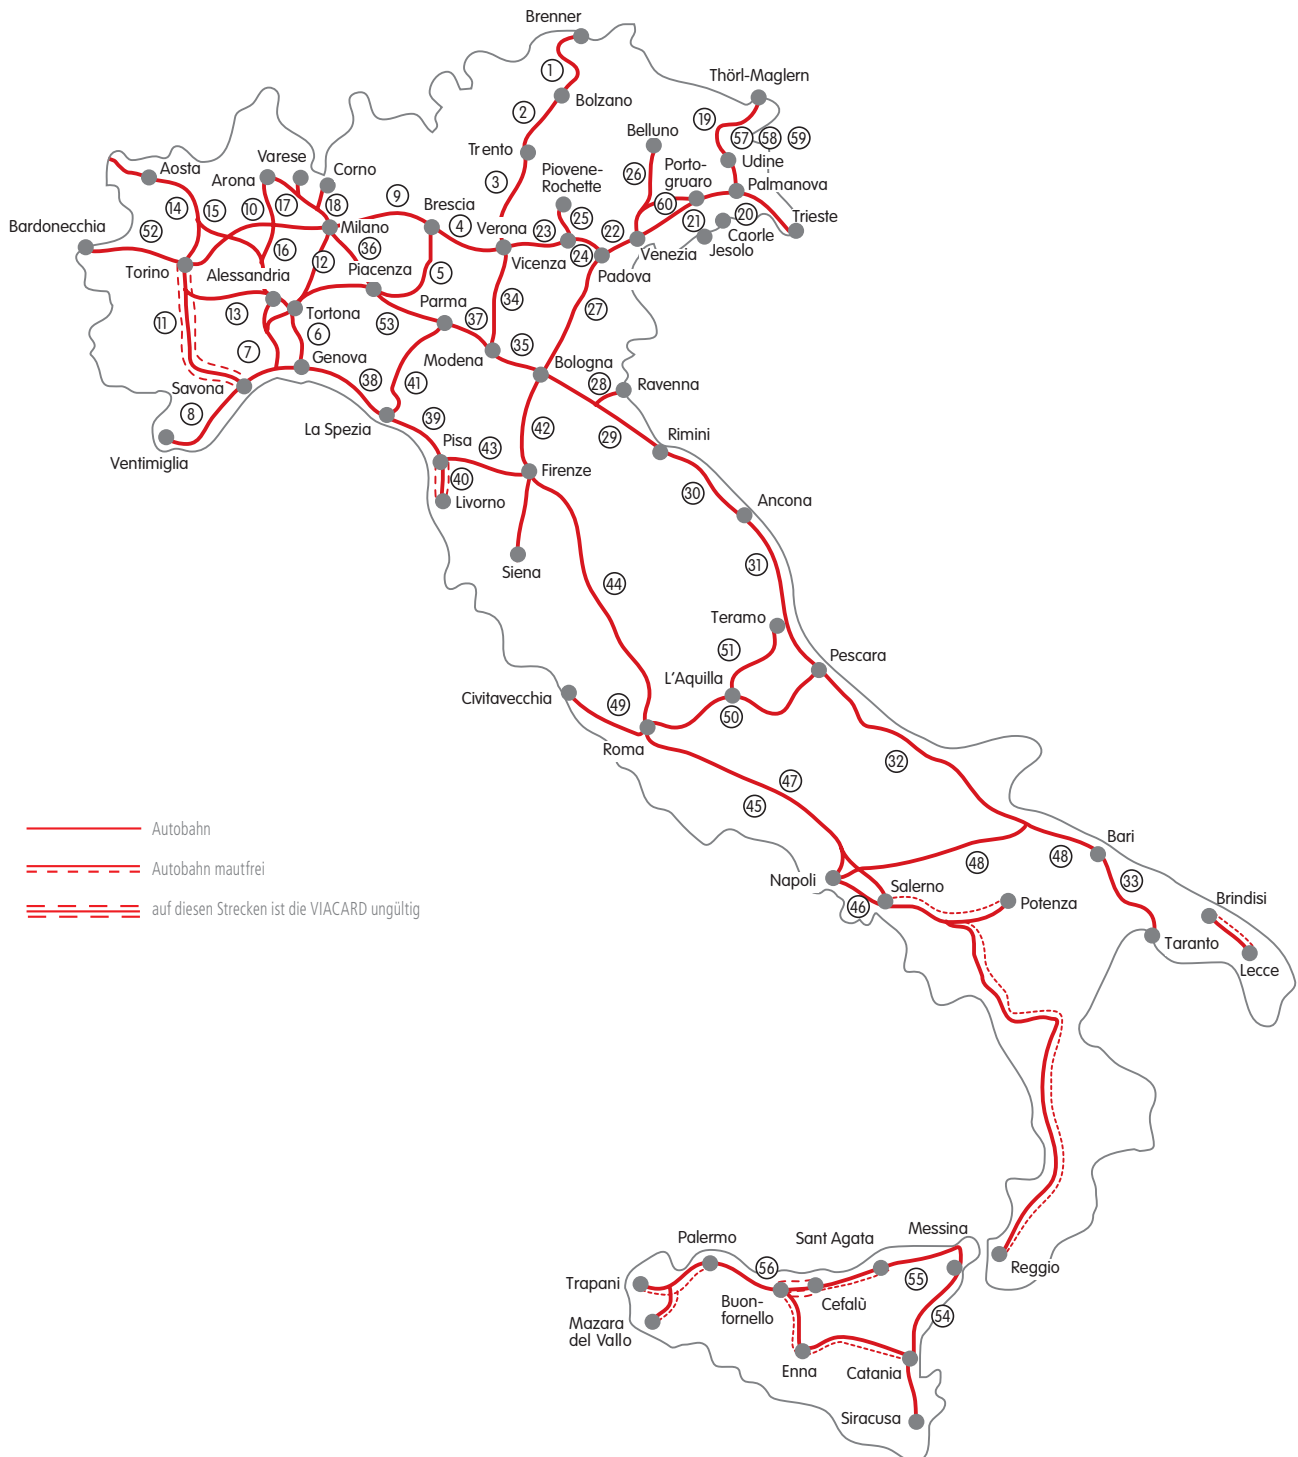 Brenner
1
Thörl-Maglern
Bolzano
2
19
57
58
59
Belluno
Trento
Varese
Corno
Piovene-
Rochette
Porto-
gruaro
Udine
Aosta
Arona
3
26
Palmanova
14
15
10
17
18
9
Brescia
60
25
21
20
Trieste
Bardonecchia
52
Milano
4
Verona
23
22
Caorle
16
36
Vicenza
24
Venezia
Jesolo
Torino
Alessandria
12
Piacenza
5
Padova
13
Tortona
Parma
34
27
11
6
53
37
35
7
Genova
Modena
Bologna
Savona
38
41
28
Ravenna
8
39
La Spezia
42
29
Rimini
Ventimiglia
Pisa
43
Firenze
40
30
Livorno
Ancona
Siena
31
44
Teramo
51
Pescara
L'Aquilla
Civitavecchia
49
50
Roma
32
47
45
Autobahn
Bari
Autobahn mautfrei
48
48
Napoli
33
Salerno
Brindisi
auf diesen Strecken ist die VIACARD ungültig
46
Potenza
Taranto
Lecce
Messina
Palermo
Sant Agata
56
Reggio
Trapani
55
Buon-
fornello
Cefalù
54
Mazara
del Vallo
Enna
Catania
Siracusa